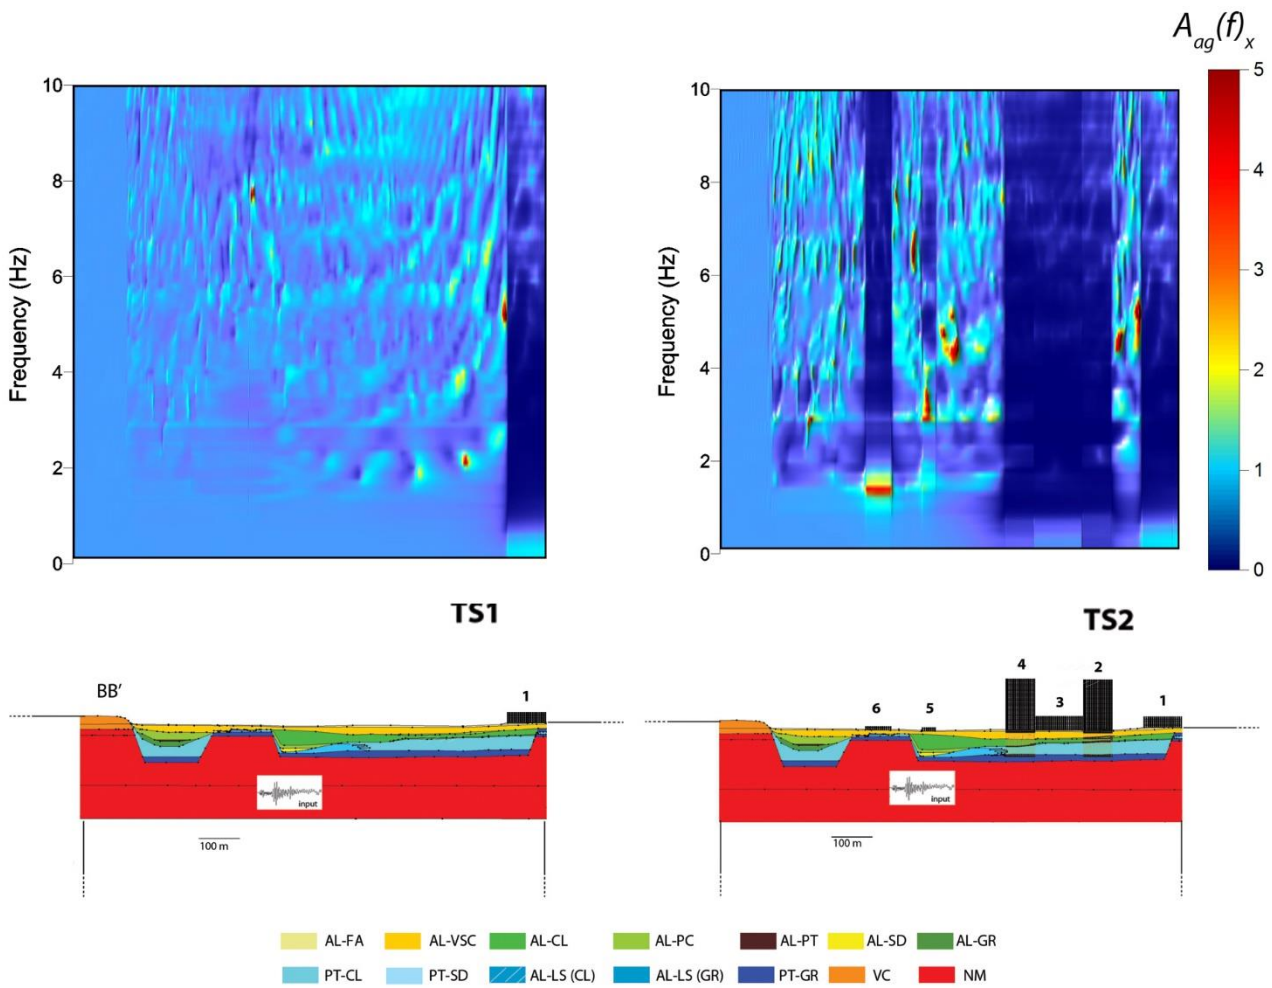 A_ag(f)_x
10
8
6
4
2
0
Frequency (Hz)
10
8
6
4
2
0
Frequency (Hz)
5
4
3
2
1
0
TS1
TS2
BB'
1
input
100 m
6
5
4
3
2
1
input
100 m
AL-FA AL-VSC AL-CL AL-PC AL-PT AL-SD AL-GR
PT-CL PT-SD AL-LS (CL) AL-LS (GR) PT-GR VC NM